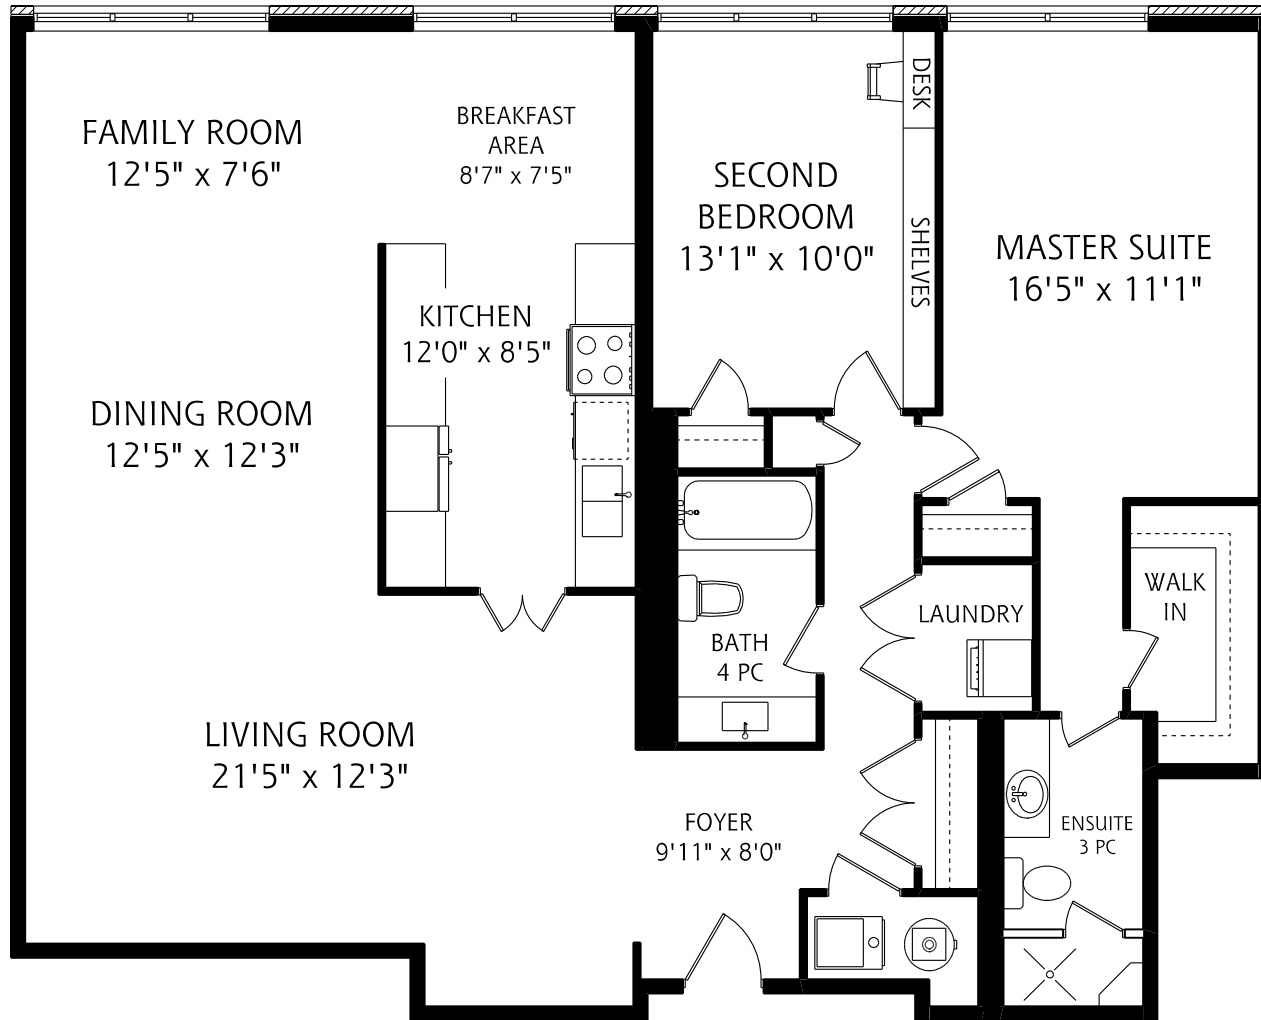 FAMILY ROOM
12'5" x 7'6"
BREAKFAST
AREA
8'7" x 7'5"
DESK
SECOND
BEDROOM
13'1" x 10'0"
SHELVES
MASTER SUITE
16'5" x 11'1"
KITCHEN
12'0" x 8'5"
DINING ROOM
12'5" x 12'3"
WALK
IN
LAUNDRY
BATH
4 PC
LIVING ROOM
21'5" x 12'3"
FOYER
9'11" x 8'0"
ENSUITE
3 PC